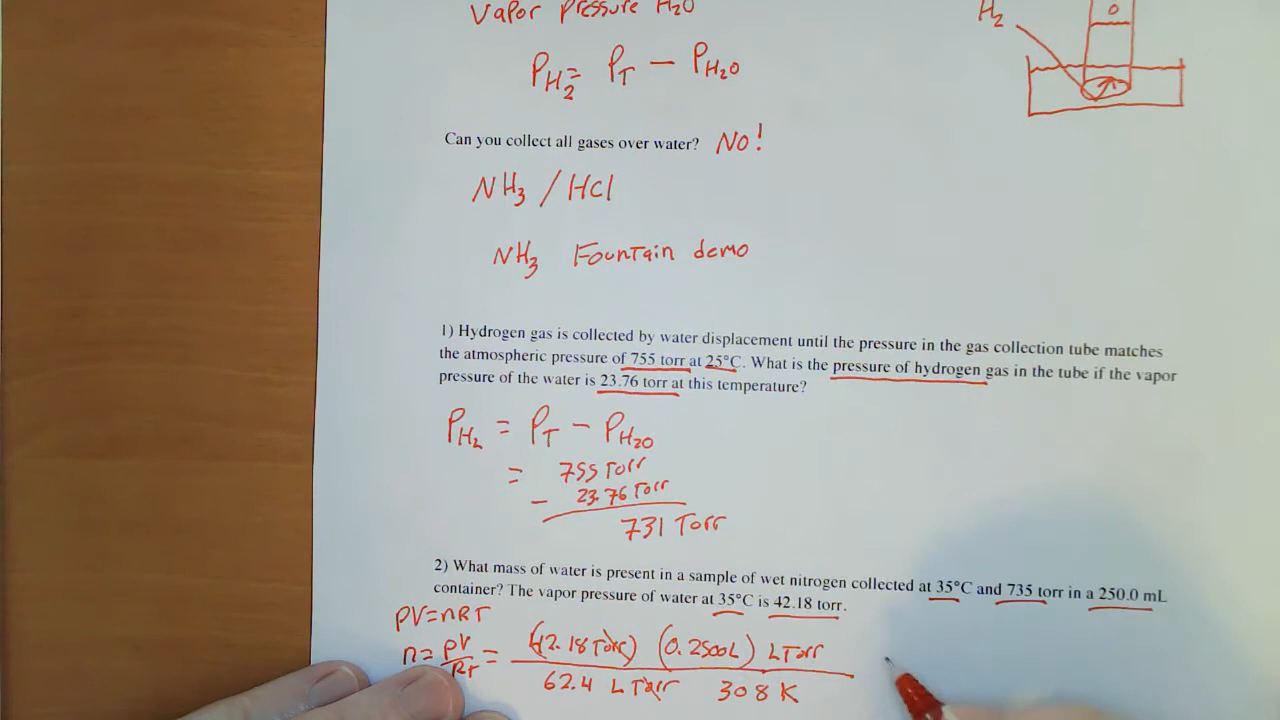 Vapor Pressure H2O
H2
O
PH2 = PT - PH2O
Can you collect all gases over water? No!
NH3 / HCl
NH3 Fountain demo
1) Hydrogen gas is collected by water displacement until the pressure in the gas collection tube matches
the atmospheric pressure of 755 torr at 25°C. What is the pressure of hydrogen gas in the tube if the vapor
pressure of the water is 23.76 torr at this temperature?
PH2 = PT - PH2O
= 755 Torr
- 23.76 Torr
731 Torr
2) What mass of water is present in a sample of wet nitrogen collected at 35°C and 735 torr in a 250.0 mL
container? The vapor pressure of water at 35°C is 42.18 torr.
PV=nRT
n = PV/RT = (42.18 Torr) (0.2500L) L Torr
62.4 L Torr 308 K